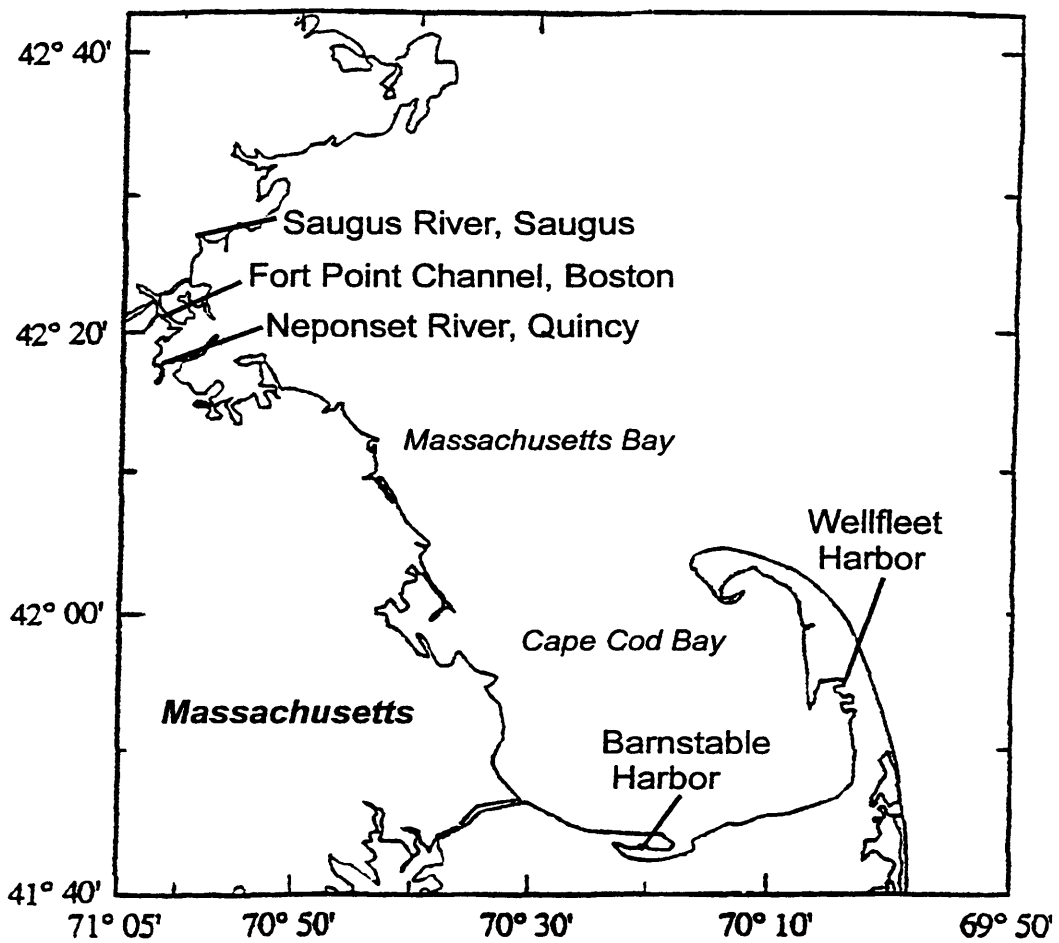 42° 40'
Saugus River, Saugus
Fort Point Channel, Boston
Neponset River, Quincy
42° 20'
Massachusetts Bay
Wellfleet
Harbor
42° 00'
Cape Cod Bay
Massachusetts
Barnstable
Harbor
41° 40'
71° 05' 70° 50' 70° 30' 70° 10' 69° 50'